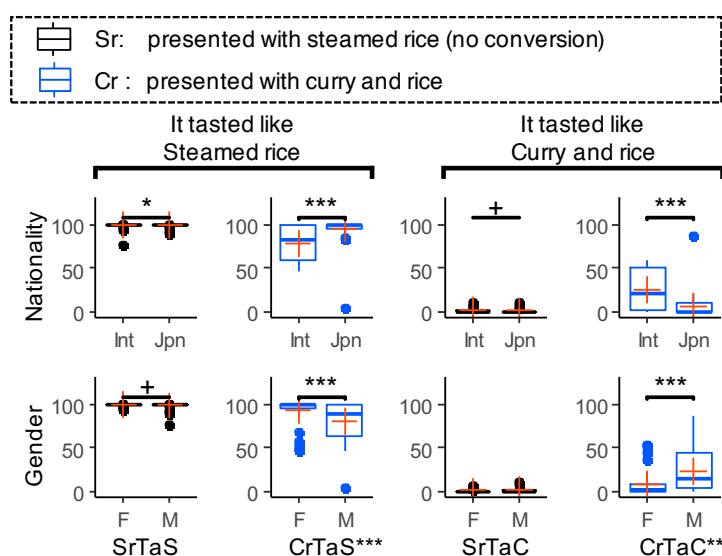 Sr: presented with steamed rice (no conversion)
Cr : presented with curry and rice
It tasted like
Steamed rice
It tasted like
Curry and rice
Nationality
100
50
0
*
Int Jpn
100
50
0
***
Int Jpn
100
50
0
+
Int Jpn
100
50
0
***
Int Jpn
Gender
100
50
0
+
F M
100
50
0
***
F M
100
50
0
F M
100
50
0
***
F M
SrTaS CrTaS*** SrTaC CrTaC**